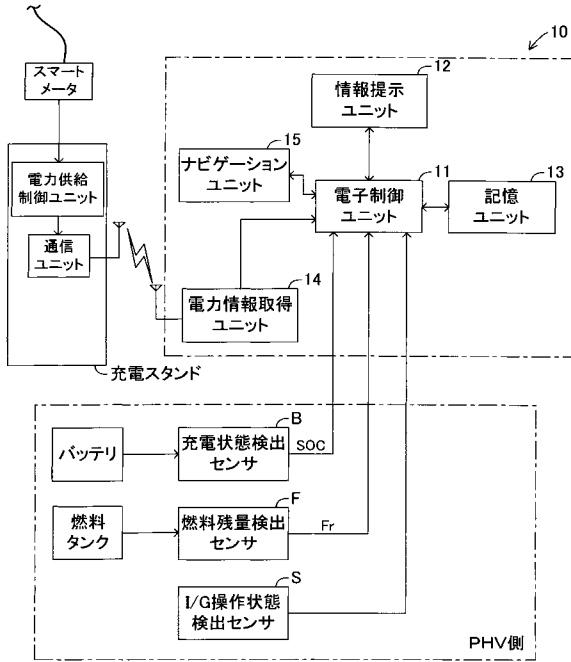 スマート
メータ
電力供給
制御ユニット
通信
ユニット
充電スタンド
10
12
情報提示
ユニット
15
ナビゲーション
ユニット
11
電子制御
ユニット
13
記憶
ユニット
14
電力情報取得
ユニット
バッテリ
B
充電状態検出
センサ
SOC
燃料
タンク
F
燃料残量検出
センサ
Fr
S
I/G操作状態
検出センサ
PHV側